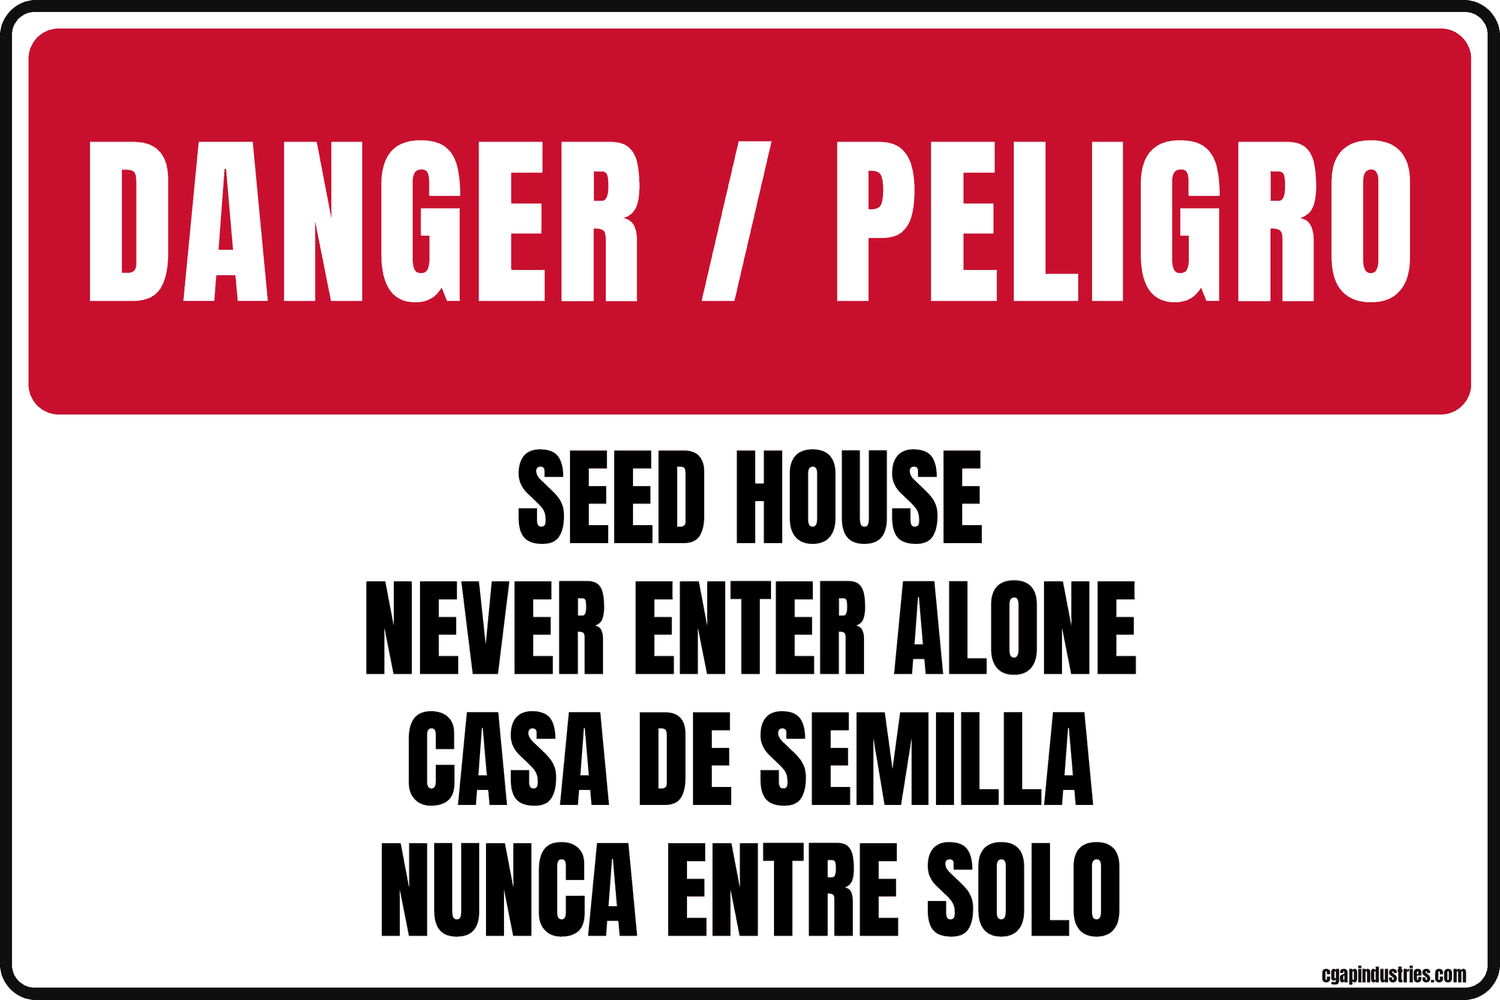 DANGER / PELIGRO
SEED HOUSE
NEVER ENTER ALONE
CASA DE SEMILLA
NUNCA ENTRE SOLO
cgapindustries.com